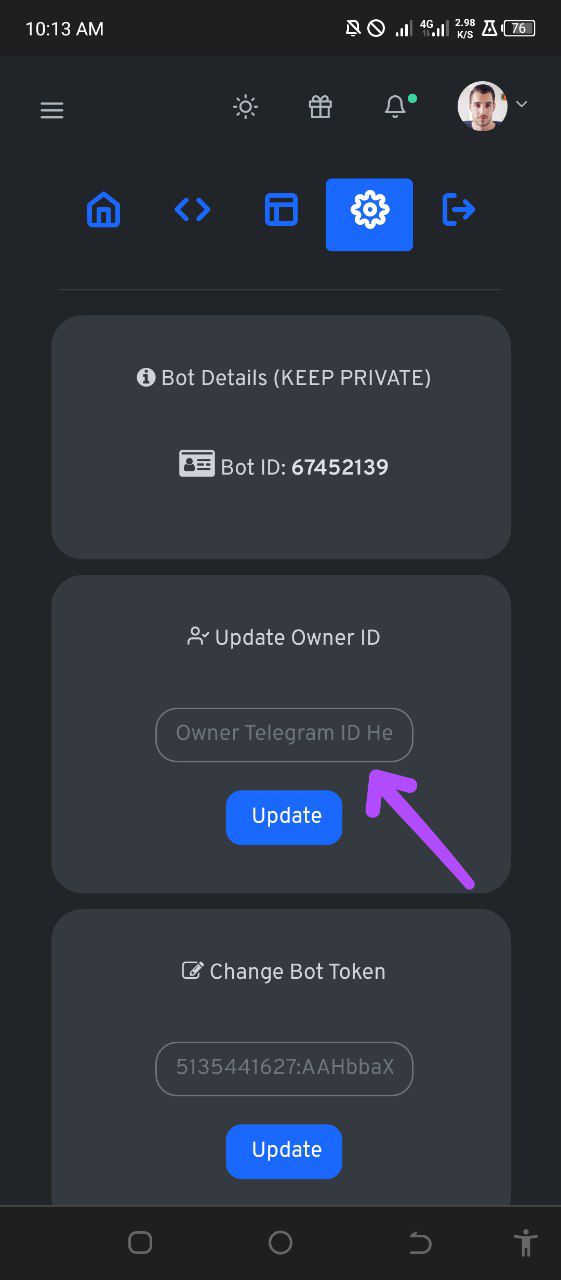 10:13 AM
4G 2.98 K/S 76
Bot Details (KEEP PRIVATE)
Bot ID: 67452139
Update Owner ID
Owner Telegram ID He
Update
Change Bot Token
5135441627:AAHbbaX
Update